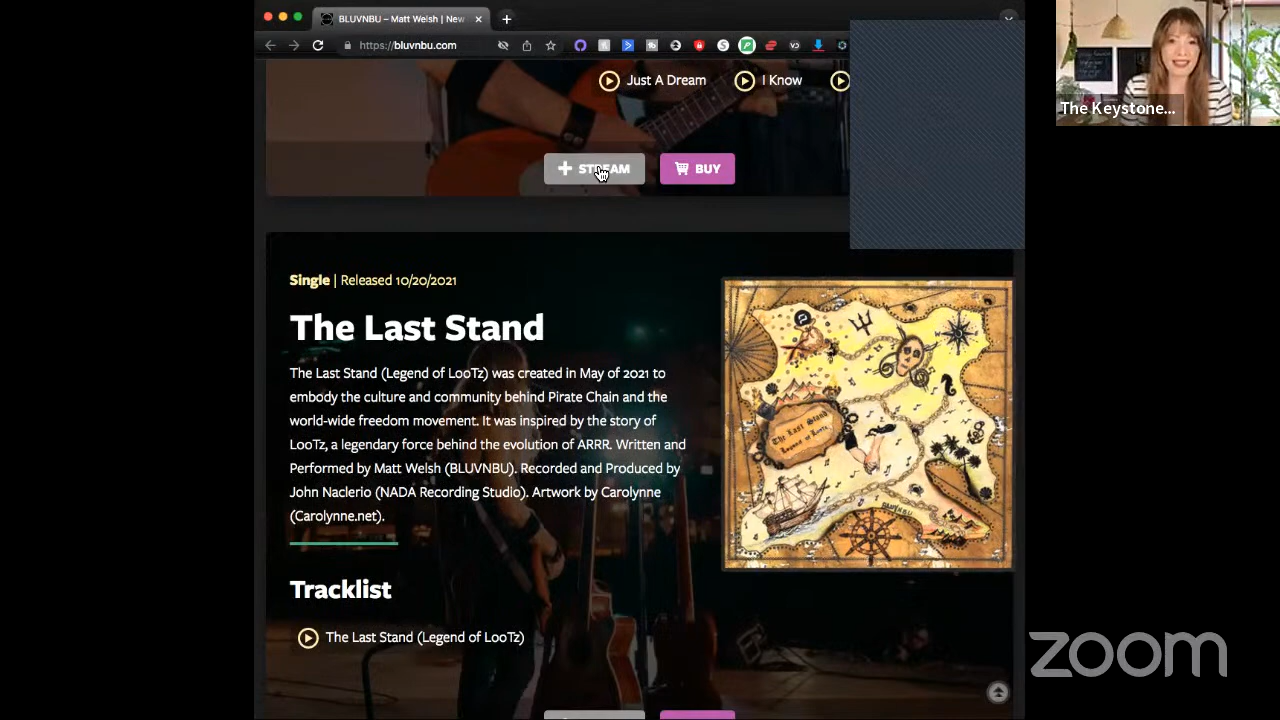 BLUVNBU – Matt Welsh | New
https://bluvnbu.com
The Keystone...
Just A Dream
I Know
STREAM
BUY
Single | Released 10/20/2021
The Last Stand
The Last Stand (Legend of LooTz) was created in May of 2021 to
embody the culture and community behind Pirate Chain and the
world-wide freedom movement. It was inspired by the story of
LooTz, a legendary force behind the evolution of ARRR. Written and
Performed by Matt Welsh (BLUVNBU). Recorded and Produced by
John Naclerio (NADA Recording Studio). Artwork by Carolynne
(Carolynne.net).
The Last Stand
Legend of Lootz
BLUVNBU
Tracklist
The Last Stand (Legend of LooTz)
zoom